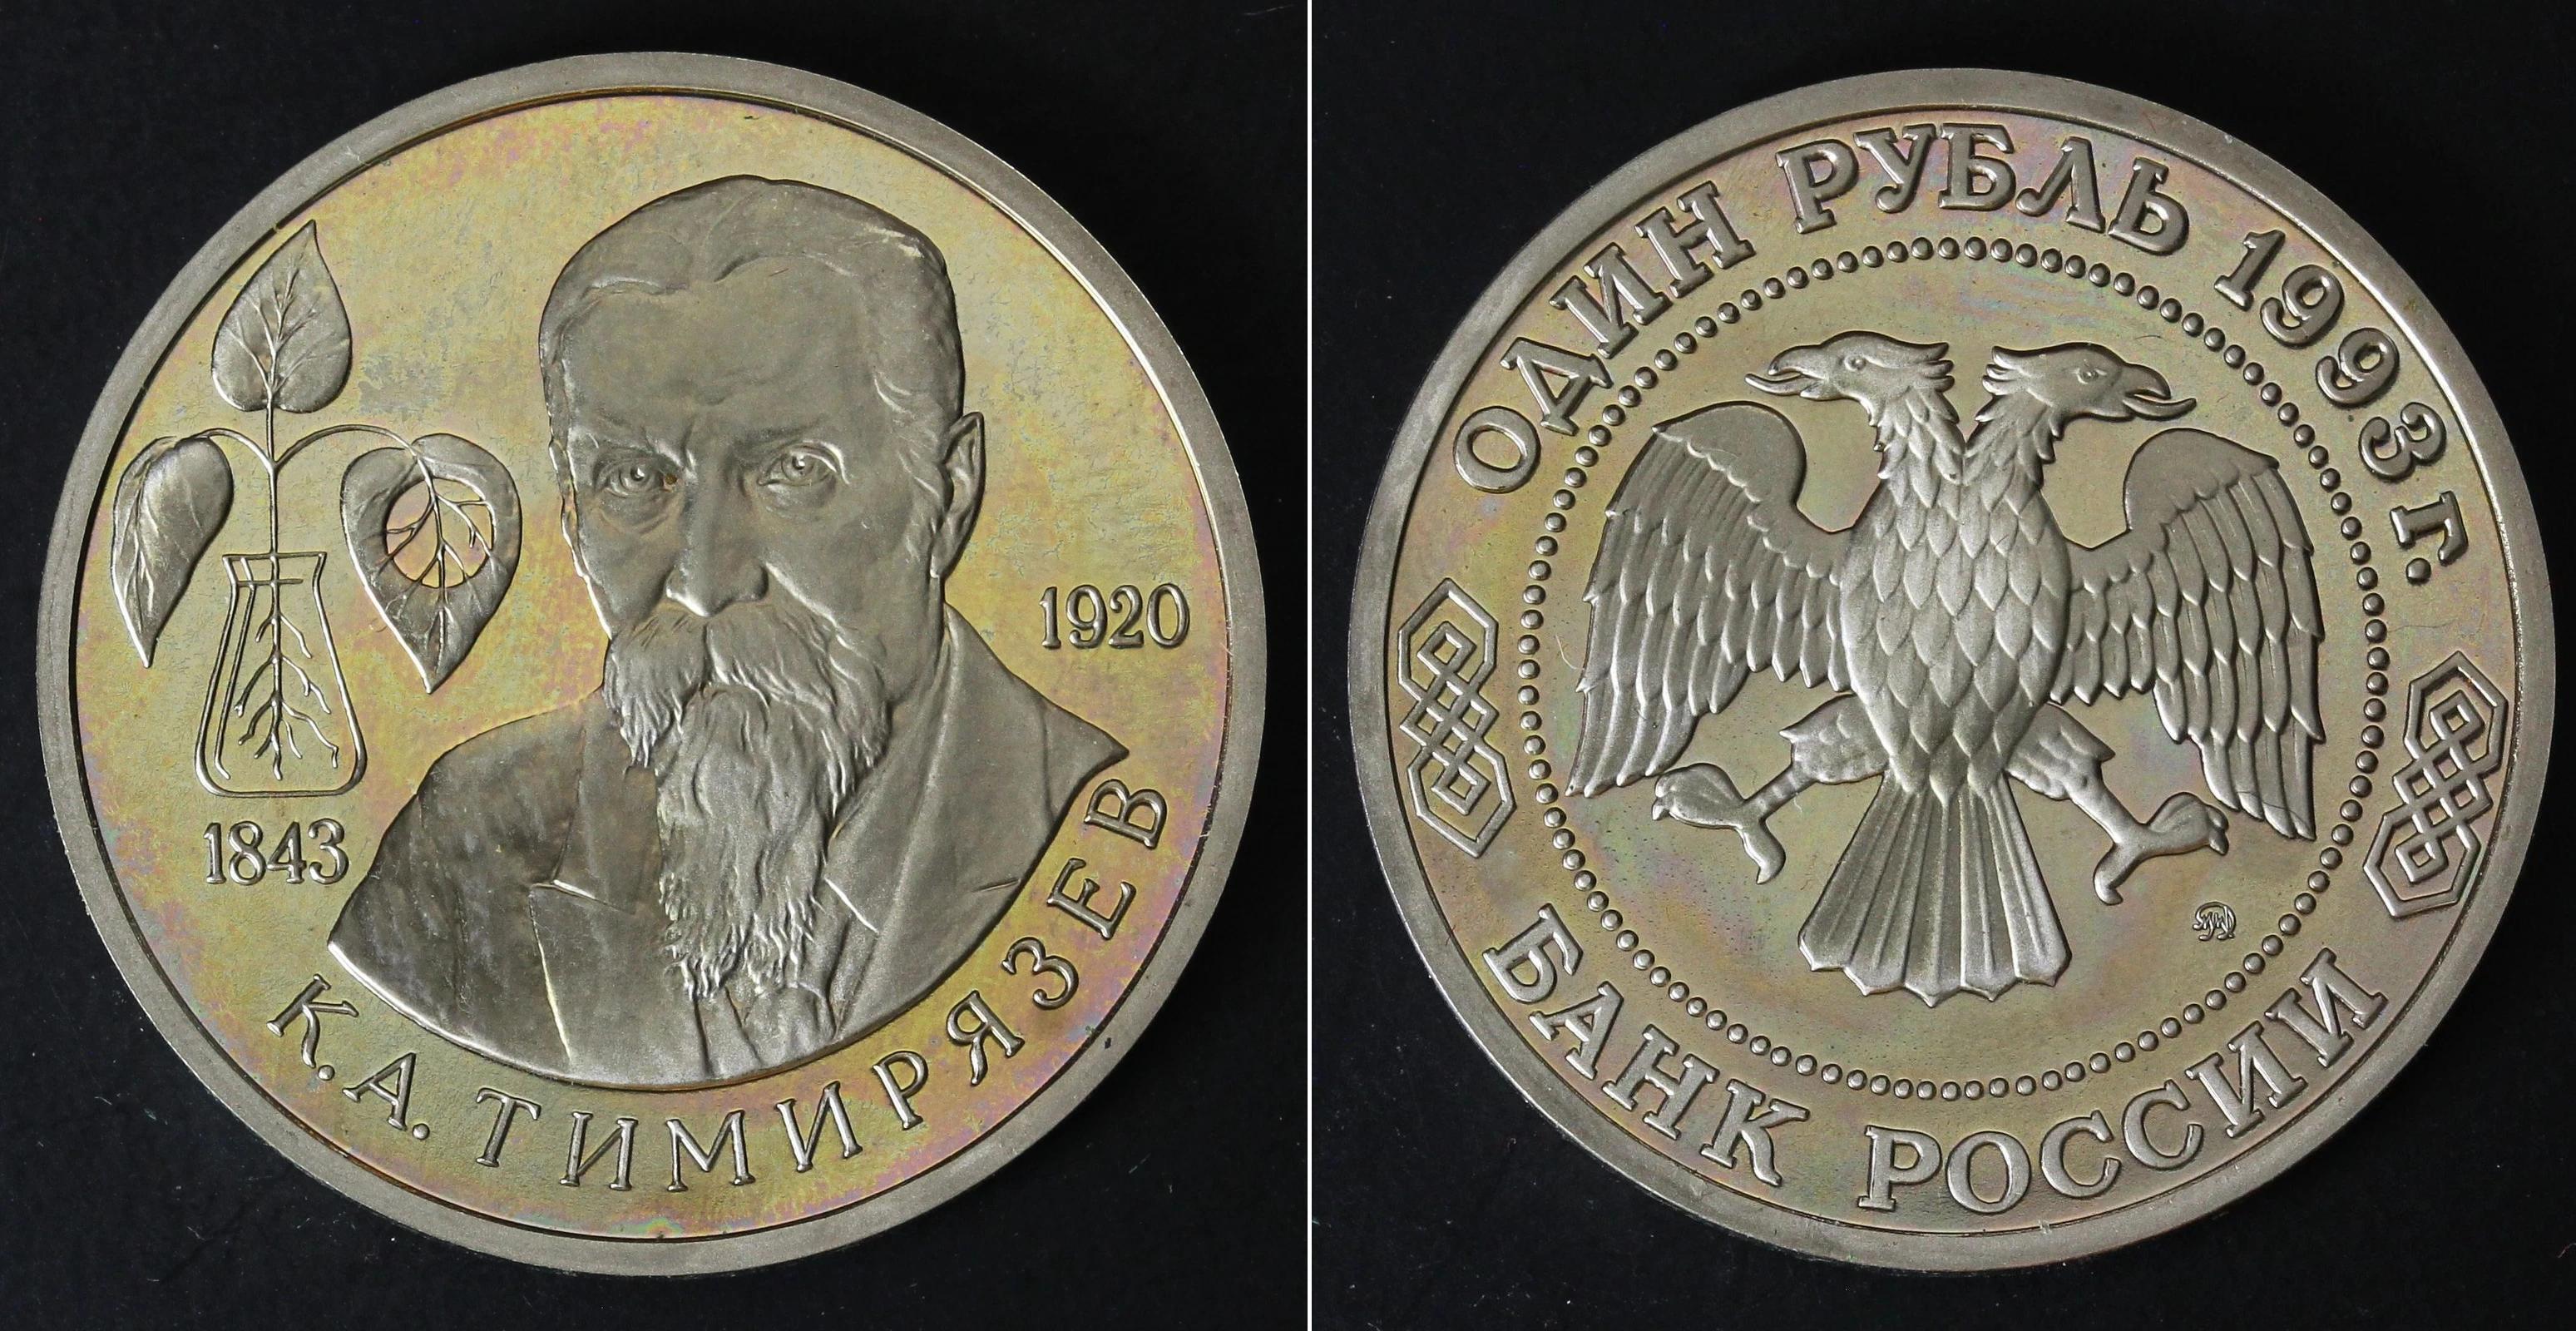 1843
1920
К. А. ТИМИРЯЗЕВ
ОДИН РУБЛЬ 1993 Г.
БАНК РОССИИ